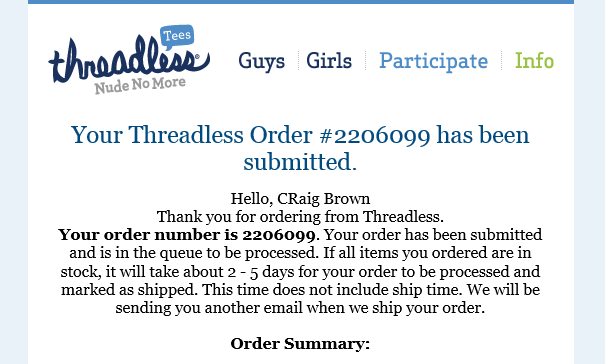 Tees
threadless®
Nude No More
Guys Girls Participate Info
Your Threadless Order #2206099 has been
submitted.
Hello, CRaig Brown
Thank you for ordering from Threadless.
Your order number is 2206099. Your order has been submitted
and is in the queue to be processed. If all items you ordered are in
stock, it will take about 2 - 5 days for your order to be processed and
marked as shipped. This time does not include ship time. We will be
sending you another email when we ship your order.
Order Summary: